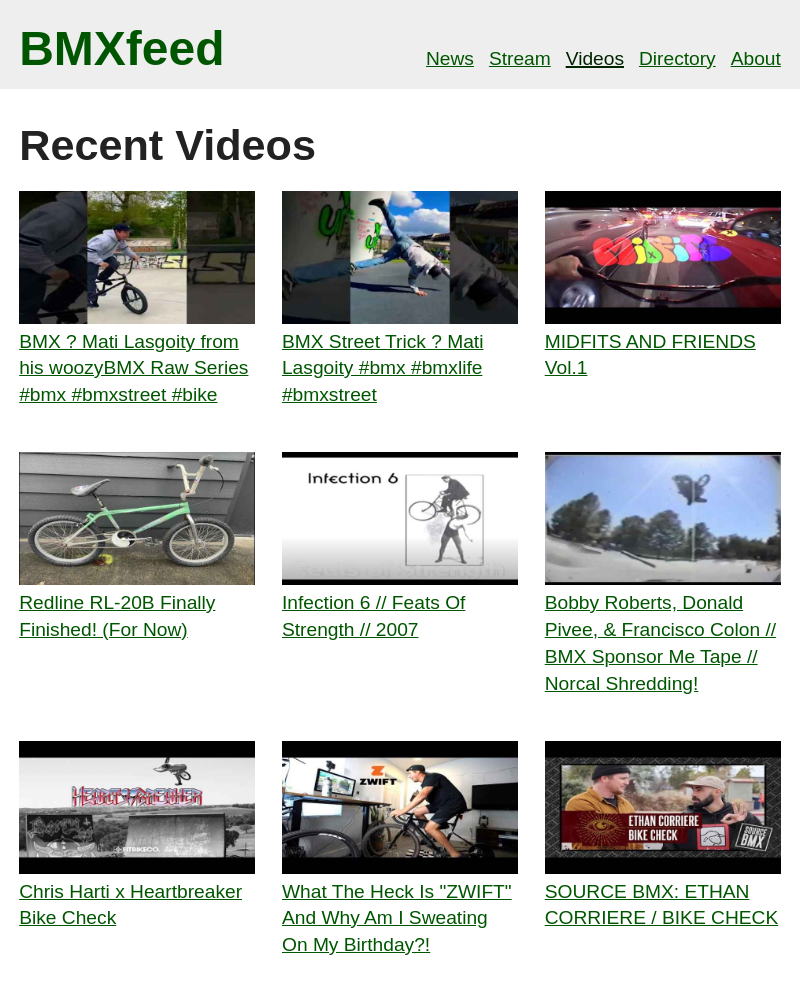 BMXfeed
News Stream Videos Directory About
Recent Videos
MIDFITS
BMX ? Mati Lasgoity from
his woozyBMX Raw Series
#bmx #bmxstreet #bike
BMX Street Trick ? Mati
Lasgoity #bmx #bmxlife
#bmxstreet
MIDFITS AND FRIENDS
Vol.1
Infection 6
Redline RL-20B Finally
Finished! (For Now)
Infection 6 // Feats Of
Strength // 2007
Bobby Roberts, Donald
Pivee, & Francisco Colon //
BMX Sponsor Me Tape //
Norcal Shredding!
HEARTBREAKER
FITBIKECO.
ZWIFT
ETHAN CORRIERE
BIKE CHECK
SOURCE
BMX
Chris Harti x Heartbreaker
Bike Check
What The Heck Is "ZWIFT"
And Why Am I Sweating
On My Birthday?!
SOURCE BMX: ETHAN
CORRIERE / BIKE CHECK